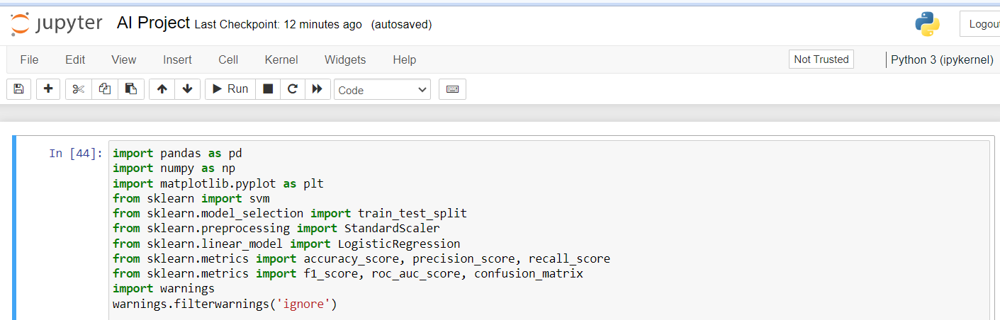 jupyter AI Project Last Checkpoint: 12 minutes ago (autosaved)
Logout
File Edit View Insert Cell Kernel Widgets Help
Not Trusted
Python 3 (ipykernel)
Run
Code
In [44]:
import pandas as pd
import numpy as np
import matplotlib.pyplot as plt
from sklearn import svm
from sklearn.model_selection import train_test_split
from sklearn.preprocessing import StandardScaler
from sklearn.linear_model import LogisticRegression
from sklearn.metrics import accuracy_score, precision_score, recall_score
from sklearn.metrics import f1_score, roc_auc_score, confusion_matrix
import warnings
warnings.filterwarnings('ignore')